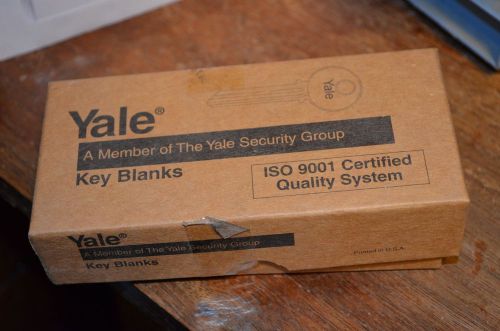 Yale
Yale®
A Member of The Yale Security Group
Key Blanks
ISO 9001 Certified
Quality System
Yale®
A Member of The Yale Security Group
Key Blanks
Printed in U.S.A.